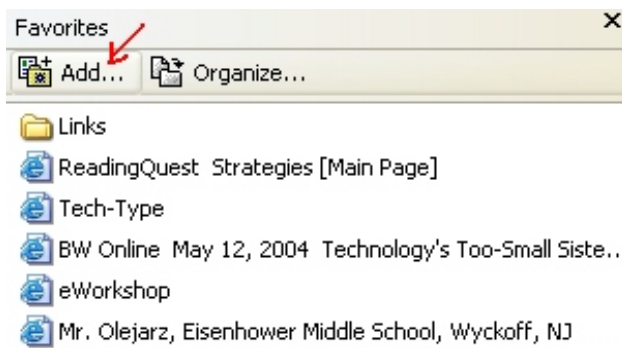 Favorites
Add... Organize...
Links
ReadingQuest Strategies [Main Page]
Tech-Type
BW Online May 12, 2004 Technology's Too-Small Siste..
eWorkshop
Mr. Olejarz, Eisenhower Middle School, Wyckoff, NJ